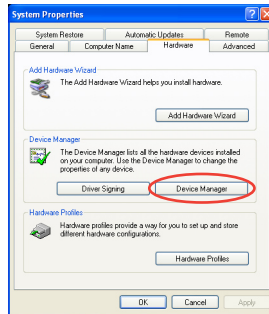 System Properties
System Restore Automatic Updates Remote
General Computer Name Hardware Advanced
Add Hardware Wizard
The Add Hardware Wizard helps you install hardware.
Add Hardware Wizard
Device Manager
The Device Manager lists all the hardware devices installed
on your computer. Use the Device Manager to change the
properties of any device.
Driver Signing Device Manager
Hardware Profiles
Hardware profiles provide a way for you to set up and store
different hardware configurations.
Hardware Profiles
OK Cancel Apply